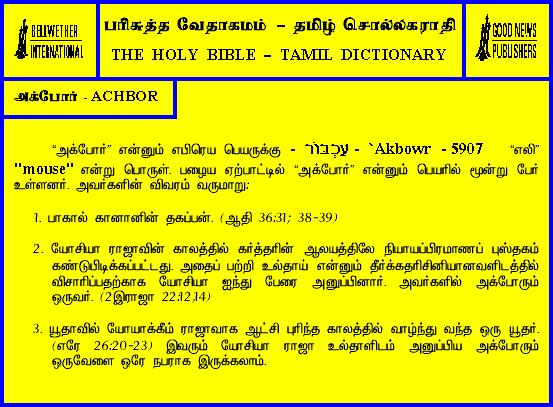 BELLWETHER
INTERNATIONAL
பரிசுத்த வேதாகமம் – தமிழ் சொல்லகராதி
THE HOLY BIBLE – TAMIL DICTIONARY
GOOD NEWS
PUBLISHERS
அக்போர் - ACHBOR
“அக்போர்” என்னும் எபிரெய பெயருக்கு - עַכְבּוֹר - `Akbowr - 5907 “எலி”
"mouse" என்று பொருள். பழைய ஏற்பாட்டில் “அக்போர்” என்னும் பெயரில் மூன்று பேர்
உள்ளனர். அவர்களின் விவரம் வருமாறு:
1. பாகால் கானானின் தகப்பன். (ஆதி 36:31; 38-39)
2. யோசியா ராஜாவின் காலத்தில் கர்த்தரின் ஆலயத்திலே நியாயப்பிரமாணப் புஸ்தகம்
கண்டுபிடிக்கப்பட்டது. அதைப் பற்றி உல்தாய் என்னும் தீர்க்கதரிசினியானவளிடத்தில்
விசாரிப்பதற்காக யோசியா ஐந்து பேரை அனுப்பினார். அவர்களில் அக்போரும்
ஒருவர். (2இராஜா 22:12,14)
3. யூதாவில் யோயாக்கீம் ராஜாவாக ஆட்சி புரிந்த காலத்தில் வாழ்ந்து வந்த ஒரு யூதர்.
(எரே 26:20-23) இவரும் யோசியா ராஜா உல்தாளிடம் அனுப்பிய அக்போரும்
ஒருவேளை ஒரே நபராக இருக்கலாம்.